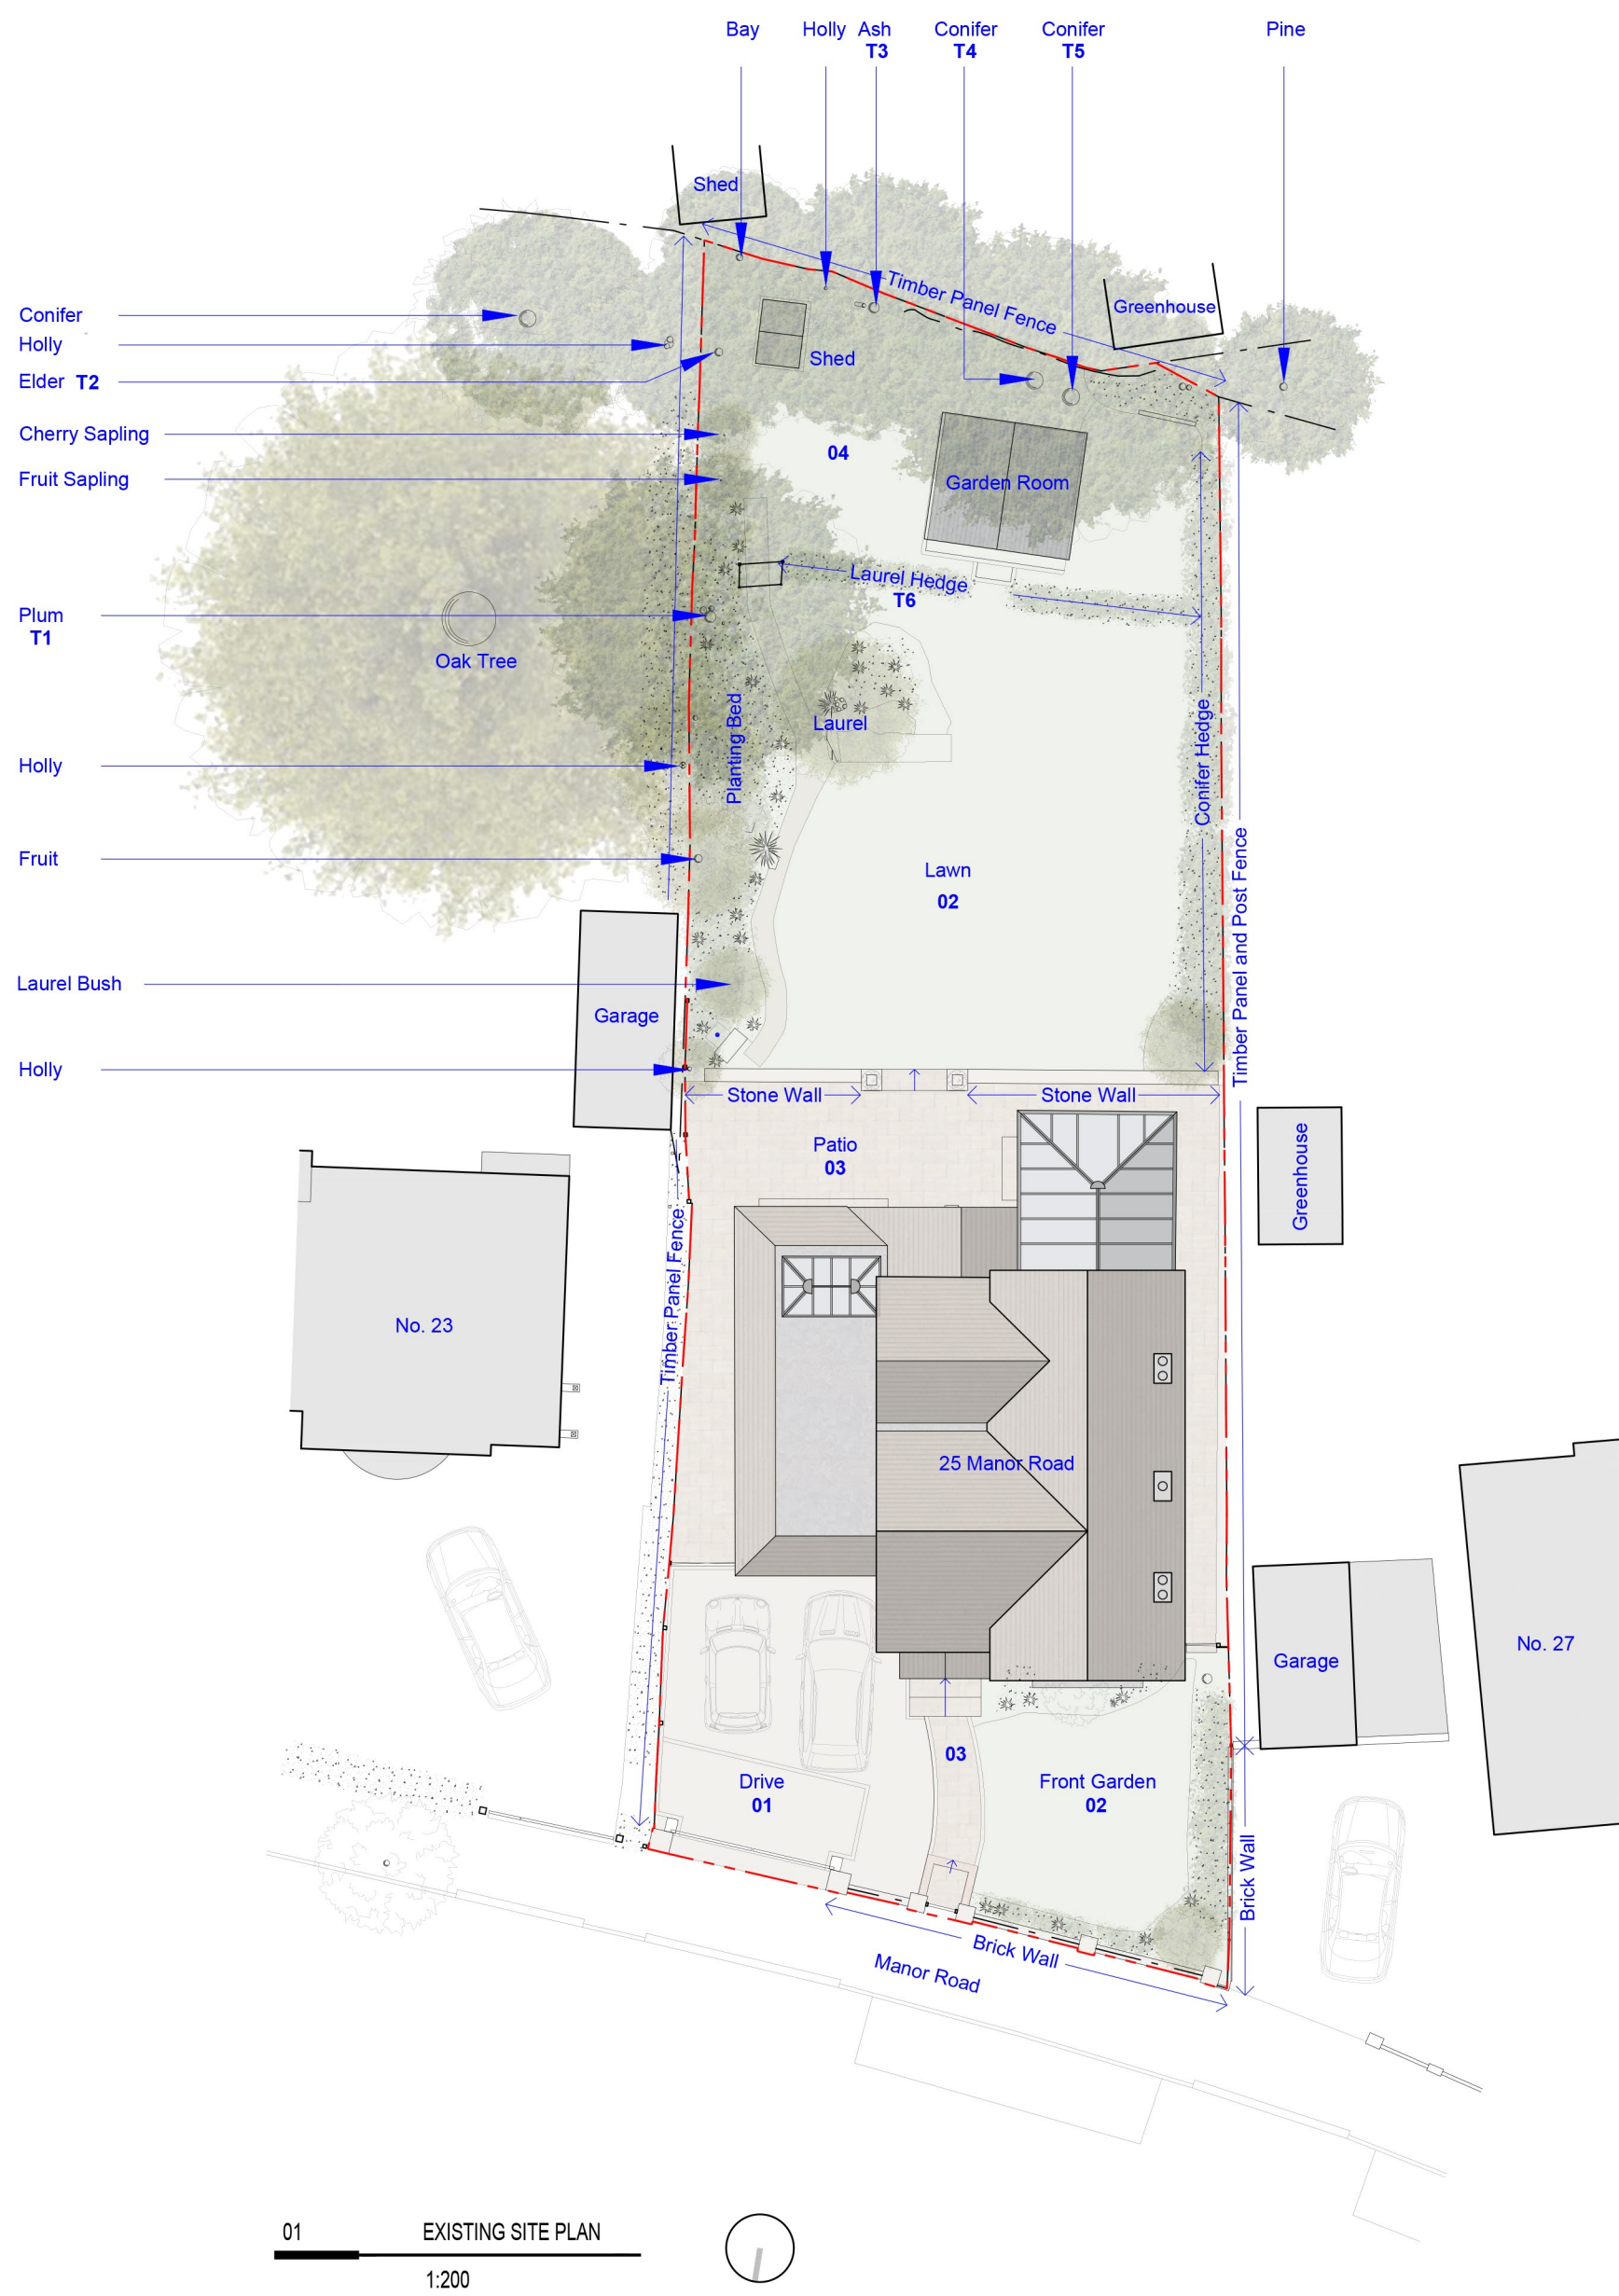 Bay
Holly
Ash
T3
Conifer
T4
Conifer
T5
Pine
Shed
Timber Panel Fence
Greenhouse
Conifer
Holly
Elder T2
Shed
Cherry Sapling
Fruit Sapling
04
Garden Room
Laurel Hedge
T6
Plum
T1
Oak Tree
Planting Bed
Laurel
Conifer Hedge
Holly
Fruit
Lawn
02
Timber Panel and Post Fence
Laurel Bush
Garage
Holly
Stone Wall
Stone Wall
Patio
03
Greenhouse
Timber Panel Fence
No. 23
25 Manor Road
No. 27
Garage
03
Drive
01
Front Garden
02
Brick Wall
Brick Wall
Manor Road
01
EXISTING SITE PLAN
1:200